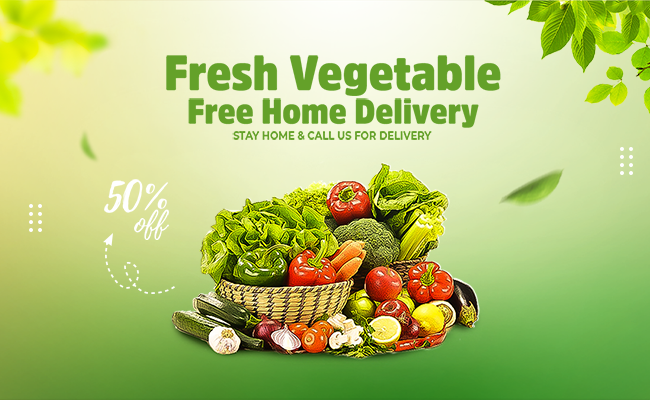 Fresh Vegetable
Free Home Delivery
STAY HOME & CALL US FOR DELIVERY
50%
off